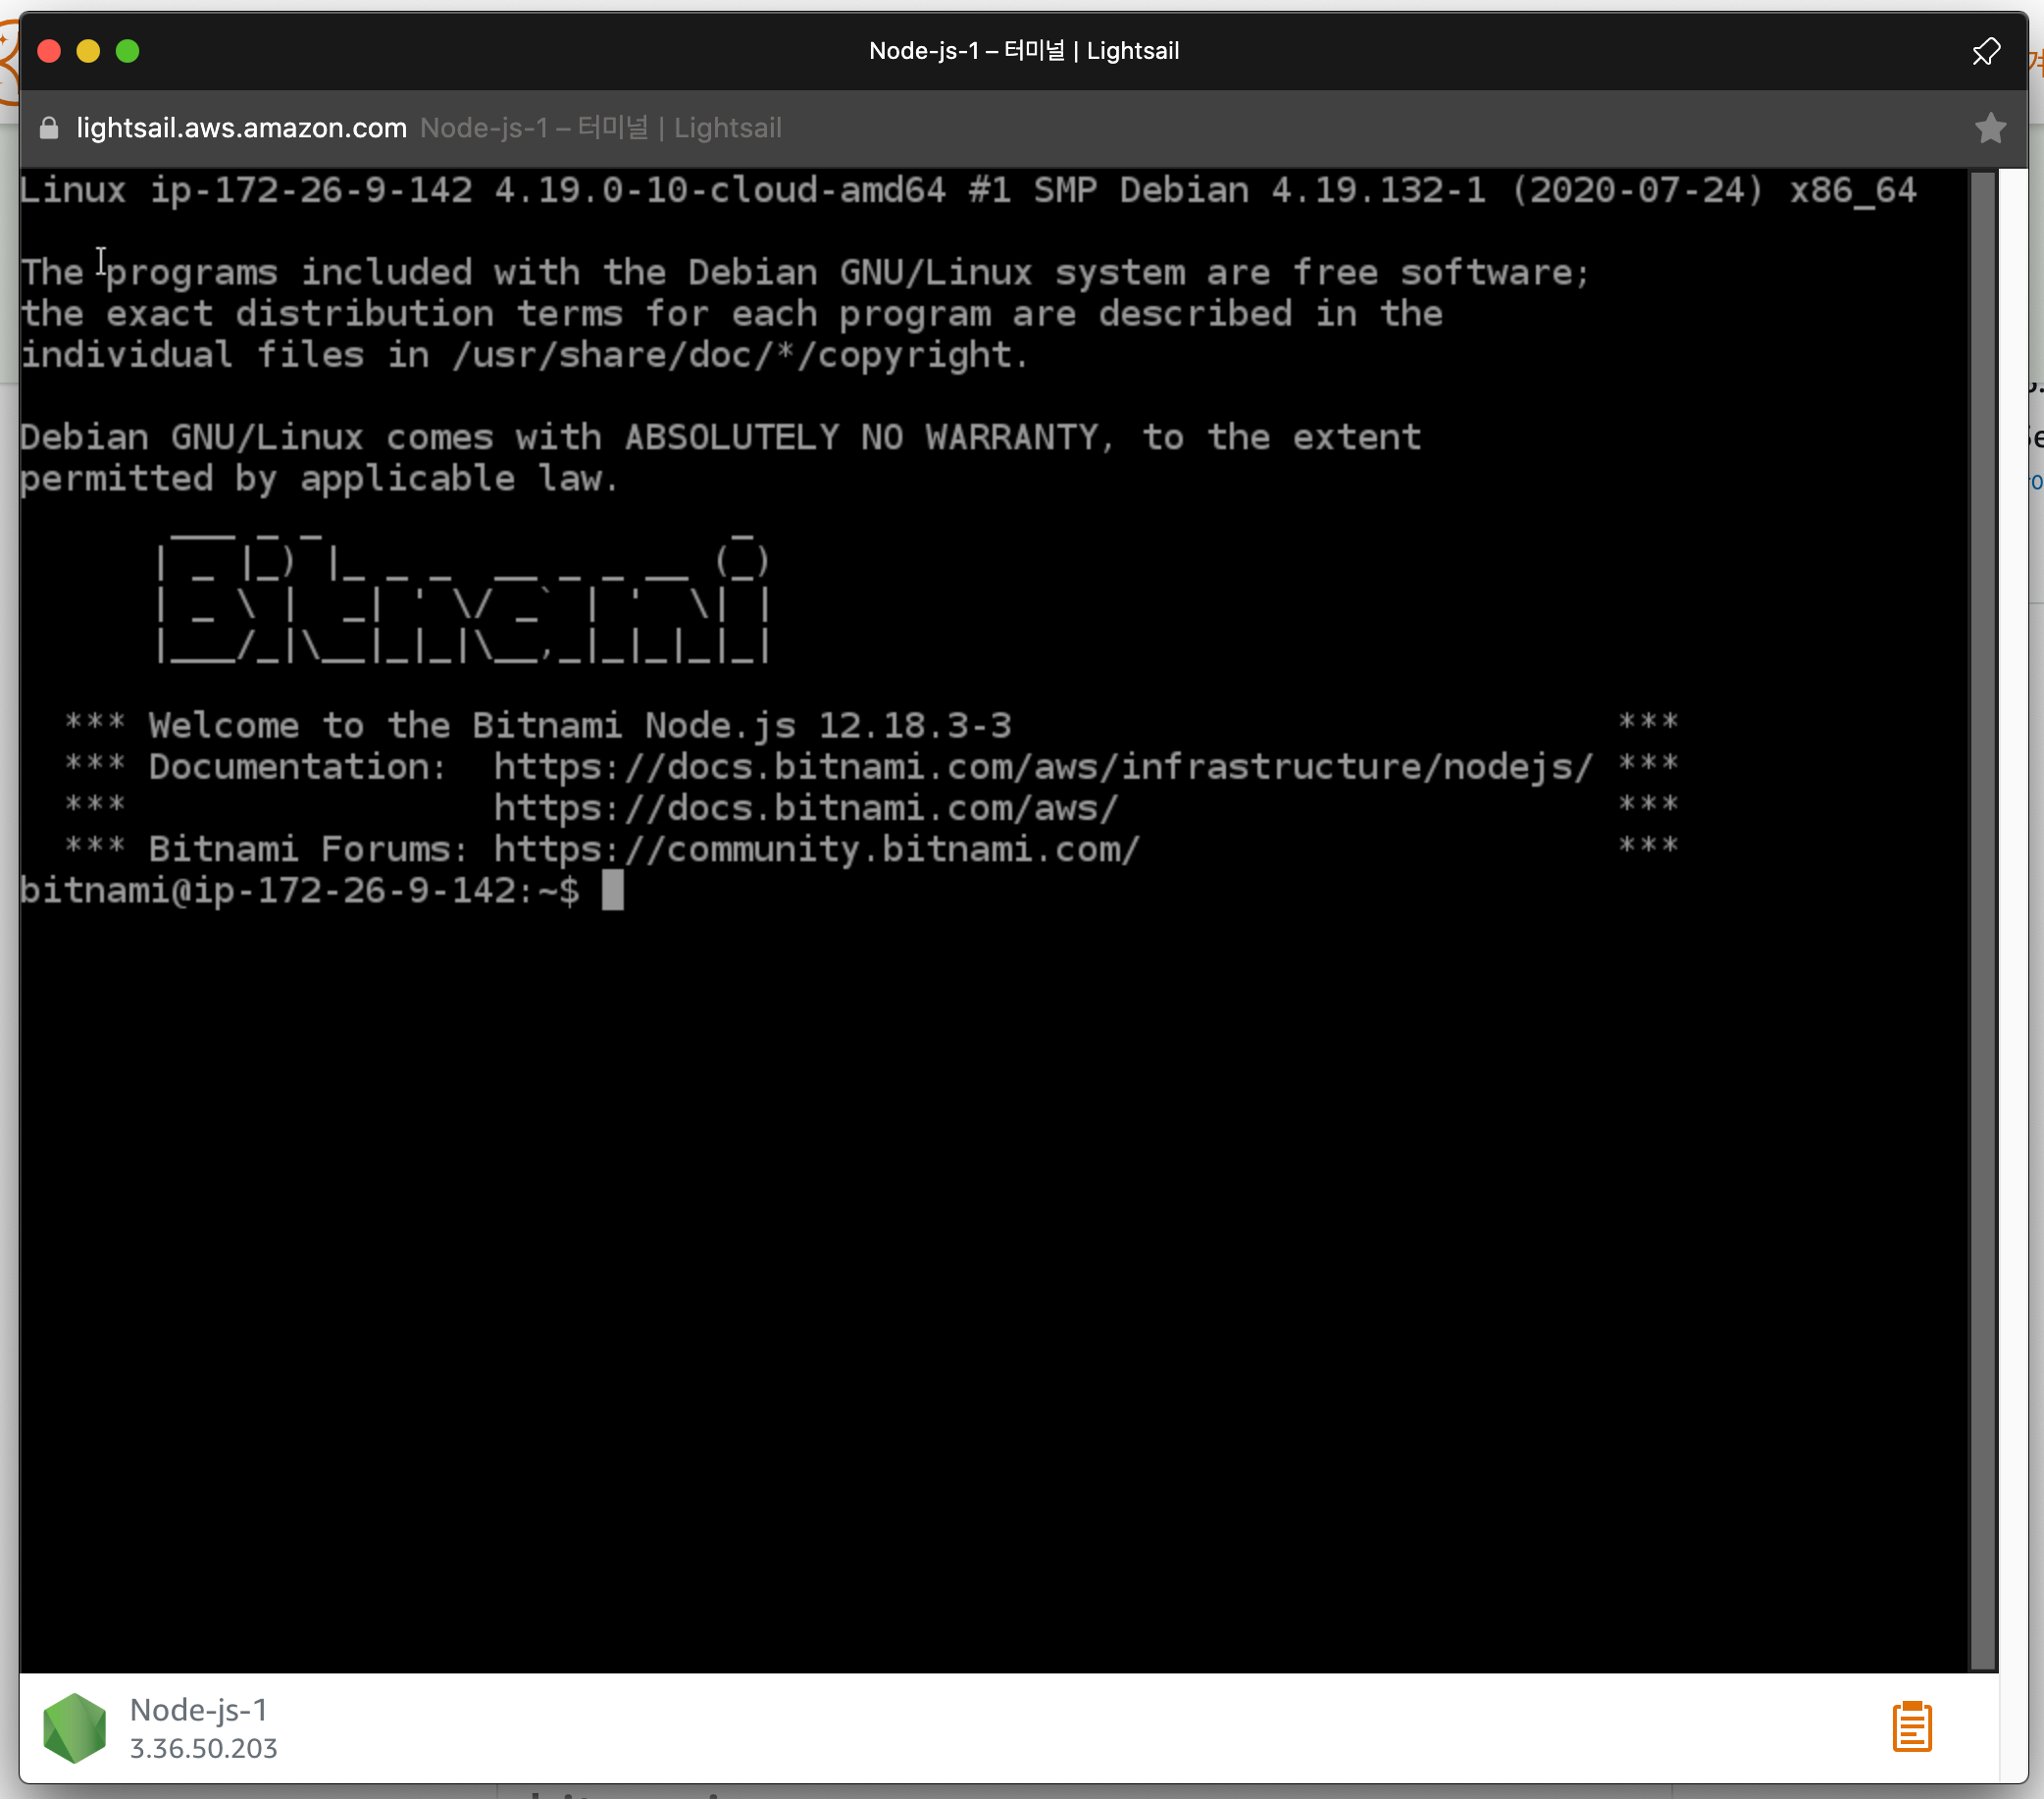 Node-js-1 – 터미널 | Lightsail
lightsail.aws.amazon.com Node-js-1 – 터미널 | Lightsail
Linux ip-172-26-9-142 4.19.0-10-cloud-amd64 #1 SMP Debian 4.19.132-1 (2020-07-24) x86_64
The programs included with the Debian GNU/Linux system are free software;
the exact distribution terms for each program are described in the
individual files in /usr/share/doc/*/copyright.
Debian GNU/Linux comes with ABSOLUTELY NO WARRANTY, to the extent
permitted by applicable law.
Bitnami
*** Welcome to the Bitnami Node.js 12.18.3-3 ***
*** Documentation: https://docs.bitnami.com/aws/infrastructure/nodejs/ ***
*** https://docs.bitnami.com/aws/ ***
*** Bitnami Forums: https://community.bitnami.com/ ***
bitnami@ip-172-26-9-142:~$
Node-js-1
3.36.50.203